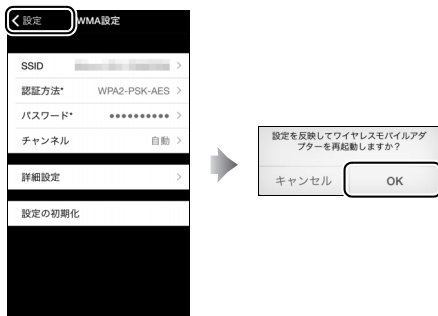 設定
WMA設定
SSID
認証方法* WPA2-PSK-AES
パスワード* ●●●●●●●●●●
チャンネル 自動
詳細設定
設定の初期化
設定を反映してワイヤレスモバイルアダ
プターを再起動しますか？
キャンセル OK